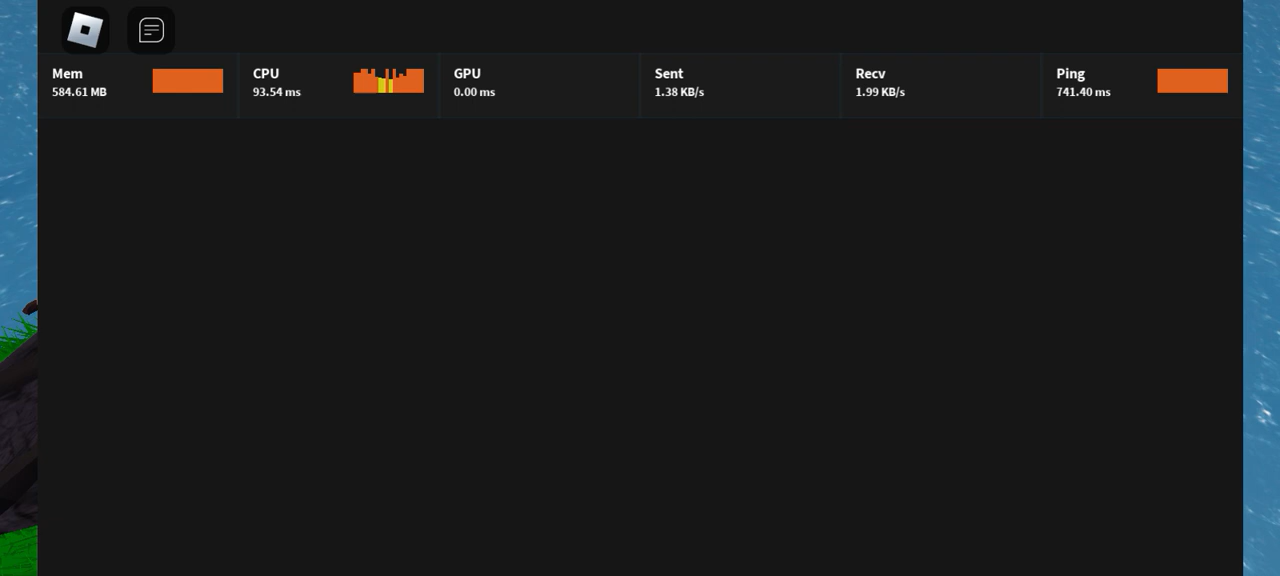 Mem
584.61 MB
CPU
93.54 ms
GPU
0.00 ms
Sent
1.38 KB/s
Recv
1.99 KB/s
Ping
741.40 ms